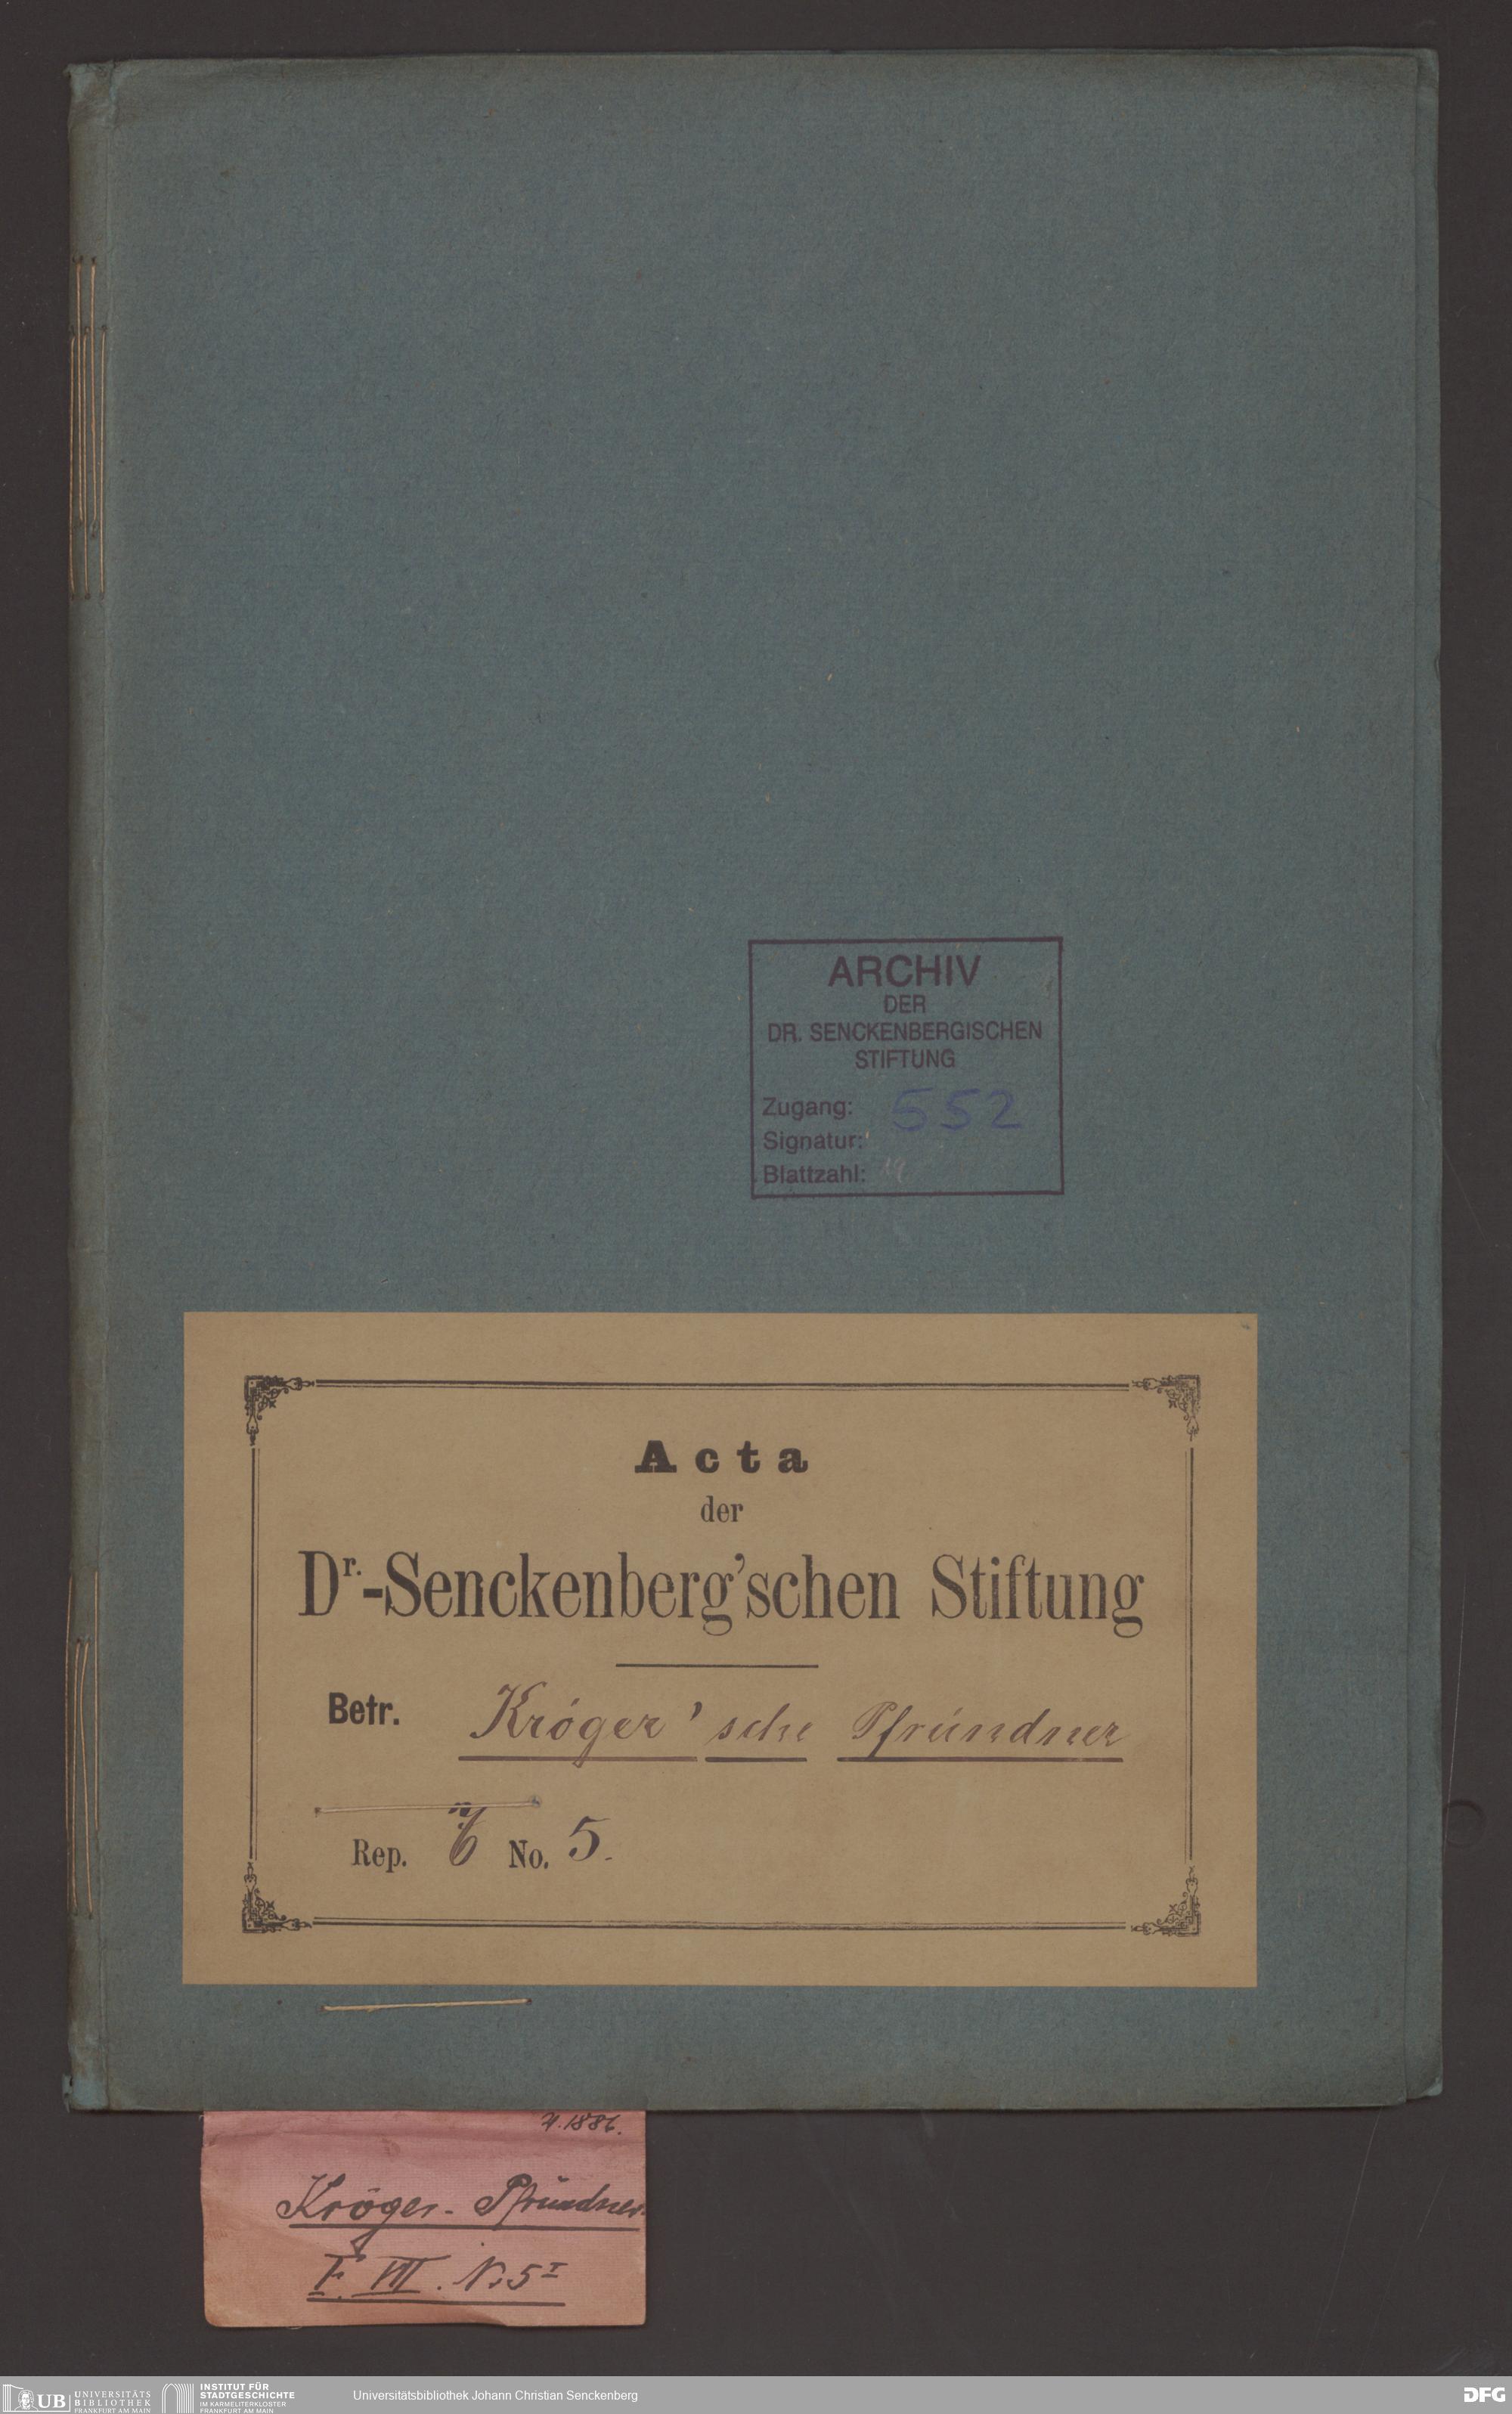 ARCHIV
DER
DR. SENCKENBERGISCHEN
STIFTUNG
Zugang: 552
Signatur:
Blattzahl: 19
Acta
der
Dr.-Senckenberg'schen Stiftung
Betr. Kröger'sche Pfründner
Rep. No. 5.
1886.
Kröger-Pfründner
F. VII. N. 5 I
UB UNIVERSITÄTS
BIBLIOTHEK
FRANKFURT AM MAIN
INSTITUT FÜR
STADTGESCHICHTE
IM KARMELITERKLOSTER
FRANKFURT AM MAIN
Universitätsbibliothek Johann Christian Senckenberg
DFG